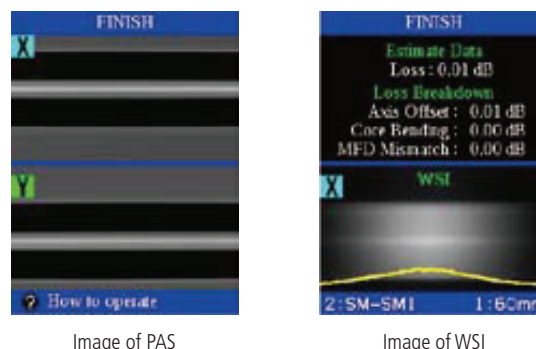 FINISH
X
Y
? How to operate
Image of PAS
FINISH
Estimate Data
Loss : 0.01 dB
Loss Breakdown
Axis Offset : 0.01 dB
Core Bending : 0.00 dB
MFD Mismatch : 0.00 dB
X
WSI
2:SM-SM1 1:60mm
Image of WSI